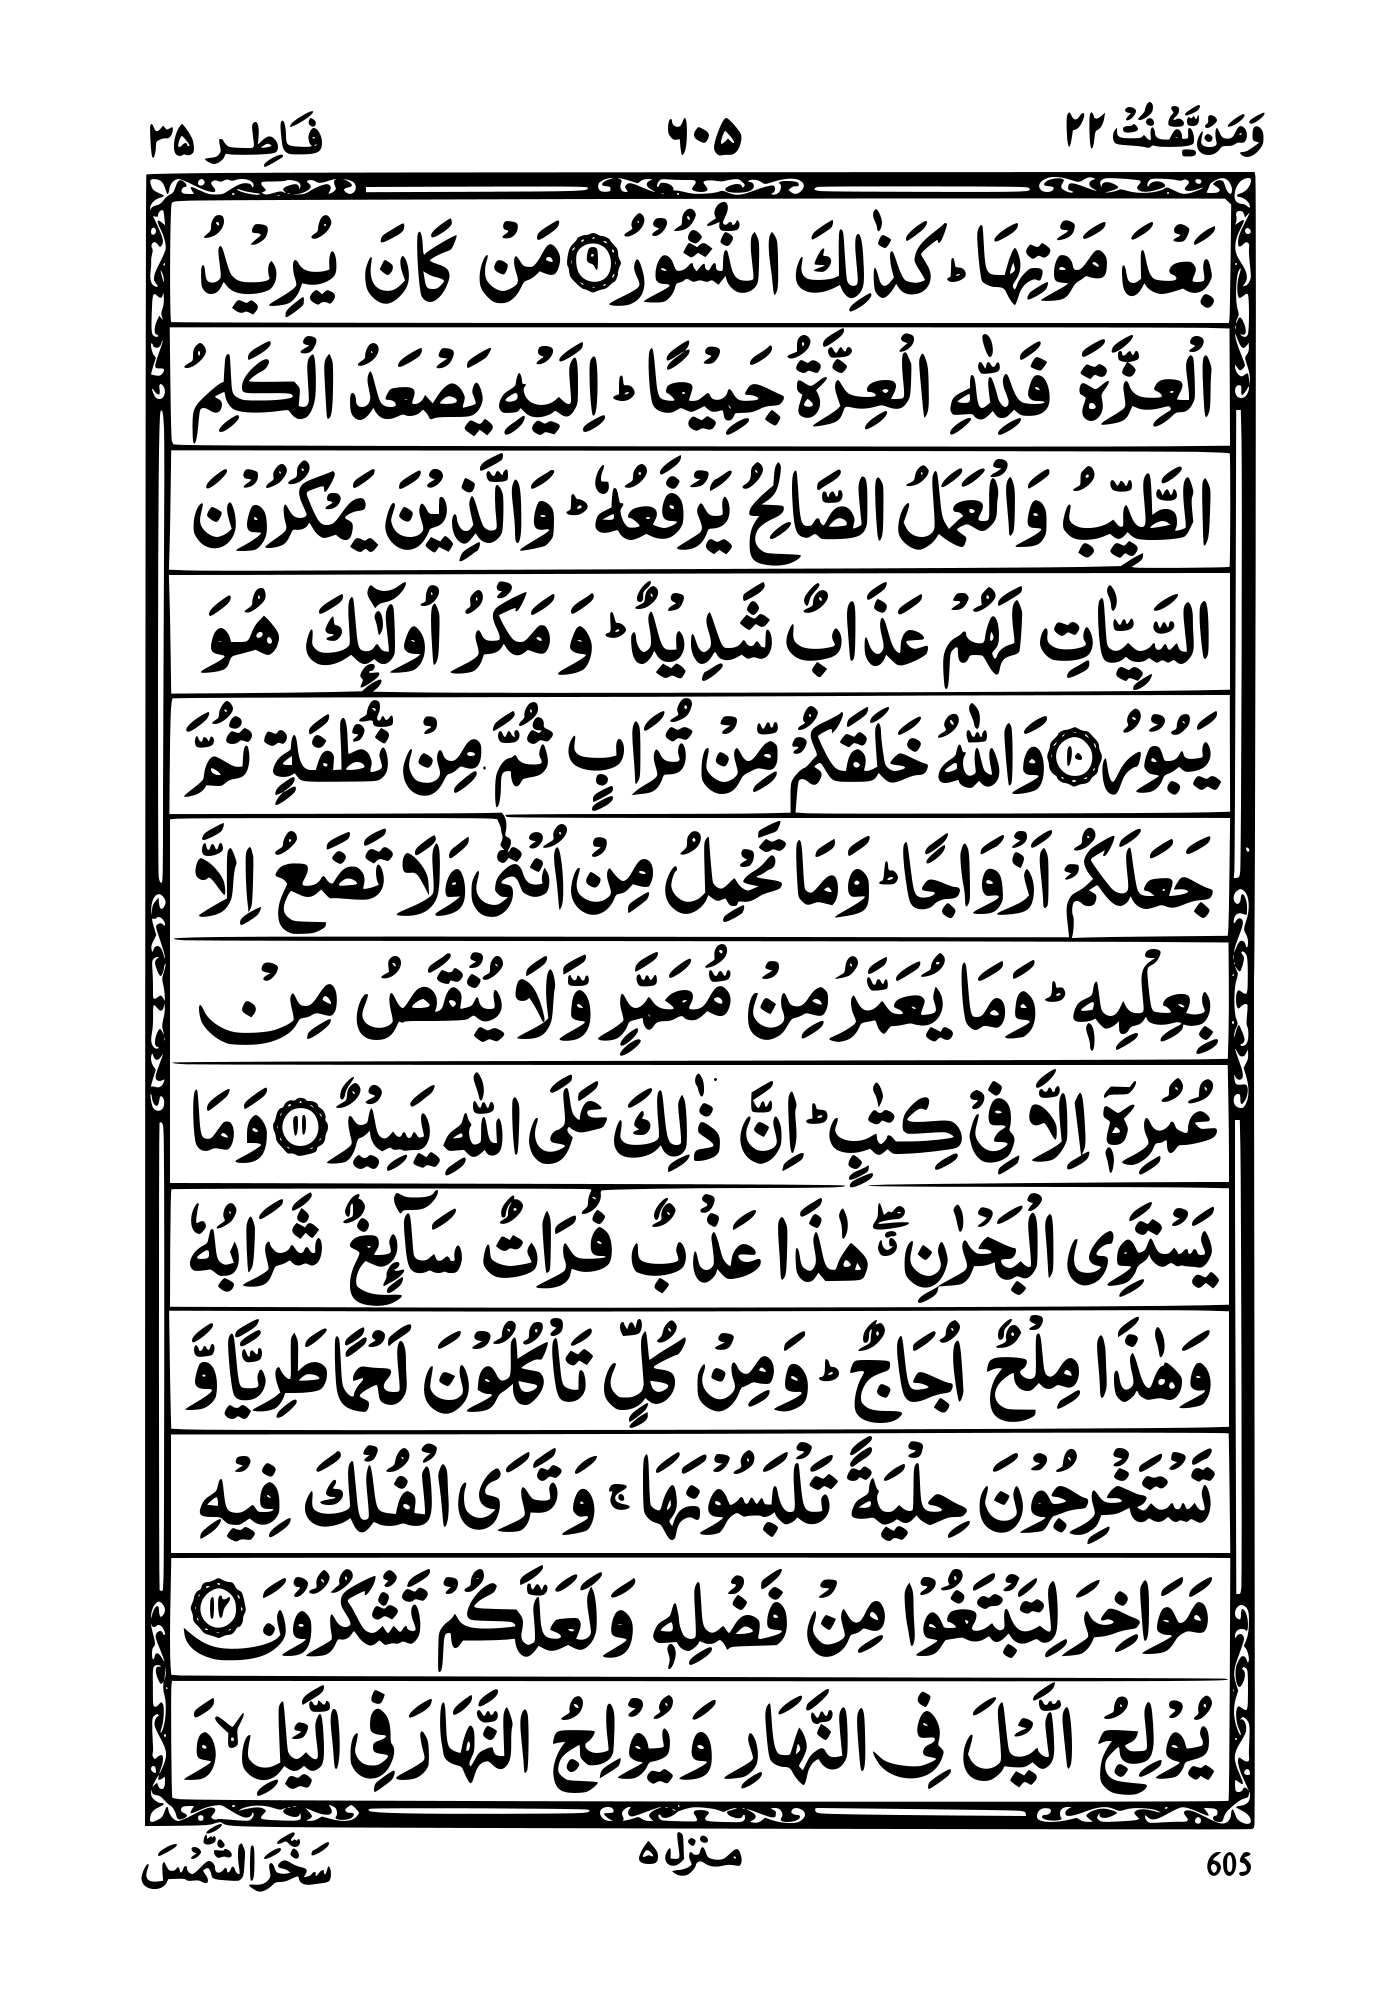 وَمَنْ يَّقْنُتْ ٢٢
٦٠٥
فَاطِر ٣٥
بَعْدَ مَوْتِهَا ؕ كَذٰلِكَ النُّشُوْرُ ﴿٩﴾ مَنْ كَانَ يُرِيْدُ
الْعِزَّةَ فَلِلّٰهِ الْعِزَّةُ جَمِيْعًا ؕ اِلَيْهِ يَصْعَدُ الْكَلِمُ
الطَّيِّبُ وَالْعَمَلُ الصَّالِحُ يَرْفَعُهٗ ؕ وَالَّذِيْنَ يَمْكُرُوْنَ
السَّيِّاٰتِ لَهُمْ عَذَابٌ شَدِيْدٌ ؕ وَ مَكْرُ اُولٰٓئِكَ هُوَ
يَبُوْرُ ﴿١٠﴾ وَاللّٰهُ خَلَقَكُمْ مِّنْ تُرَابٍ ثُمَّ مِنْ نُّطْفَةٍ ثُمَّ
جَعَلَكُمْ اَزْوَاجًا ؕ وَمَا تَحْمِلُ مِنْ اُنْثٰى وَلَا تَضَعُ اِلَّا
بِعِلْمِهٖ ؕ وَمَا يُعَمَّرُ مِنْ مُّعَمَّرٍ وَّلَا يُنْقَصُ مِنْ
عُمُرِهٖٓ اِلَّا فِيْ كِتٰبٍ ؕ اِنَّ ذٰلِكَ عَلَى اللّٰهِ يَسِيْرٌ ﴿١١﴾ وَمَا
يَسْتَوِى الْبَحْرٰنِ ۖۗ هٰذَا عَذْبٌ فُرَاتٌ سَآئِغٌ شَرَابُهٗ
وَهٰذَا مِلْحٌ اُجَاجٌ ؕ وَمِنْ كُلٍّ تَاْكُلُوْنَ لَحْمًا طَرِيًّا وَّ
تَسْتَخْرِجُوْنَ حِلْيَةً تَلْبَسُوْنَهَا ۚ وَ تَرَى الْفُلْكَ فِيْهِ
مَوَاخِرَ لِتَبْتَغُوْا مِنْ فَضْلِهٖ وَ لَعَلَّكُمْ تَشْكُرُوْنَ ﴿١٢﴾
يُوْلِجُ الَّيْلَ فِى النَّهَارِ وَ يُوْلِجُ النَّهَارَ فِى الَّيْلِ ۙ وَ
سَخَّرَ الشَّمْسَ
منزل ٥
605